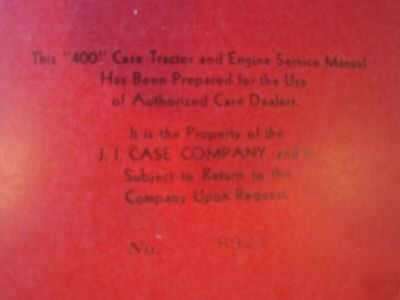 This "400" Case Tractor and Engine Service Manual
Has Been Prepared for the Use
of Authorized Case Dealers.
It is the Property of the
J. I. CASE COMPANY, and is
Subject to Return to the
Company Upon Request.
No.